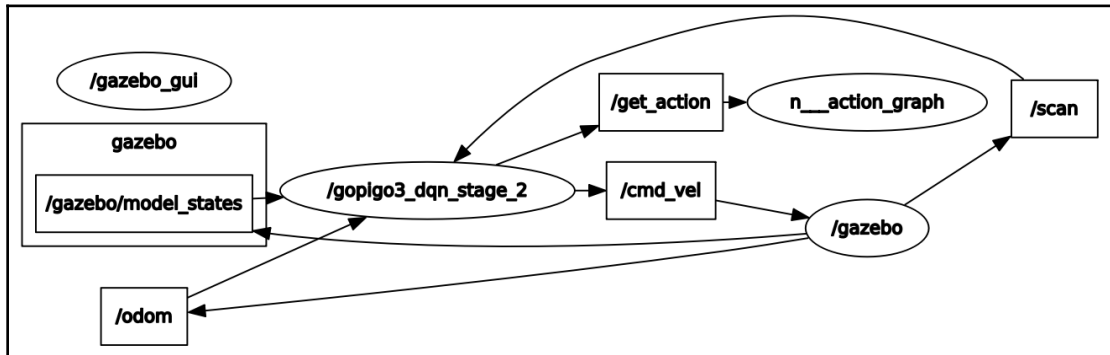 /gazebo_gui
gazebo
/gazebo/model_states
/odom
/gopigo3_dqn_stage_2
/get_action
/cmd_vel
n___action_graph
/gazebo
/scan